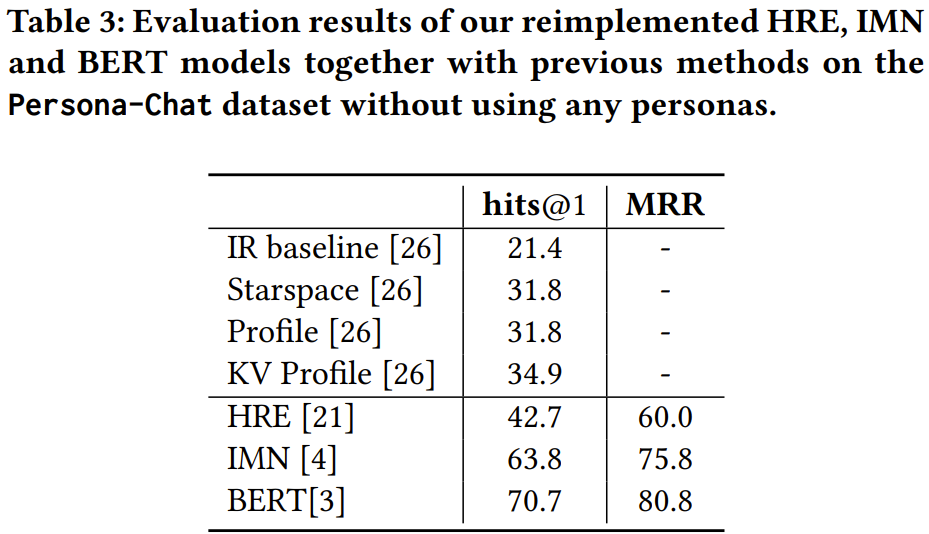 Table 3: Evaluation results of our reimplemented HRE, IMN
and BERT models together with previous methods on the
Persona-Chat dataset without using any personas.
hits@1 MRR
IR baseline [26] 21.4 -
Starspace [26] 31.8 -
Profile [26] 31.8 -
KV Profile [26] 34.9 -
HRE [21] 42.7 60.0
IMN [4] 63.8 75.8
BERT[3] 70.7 80.8